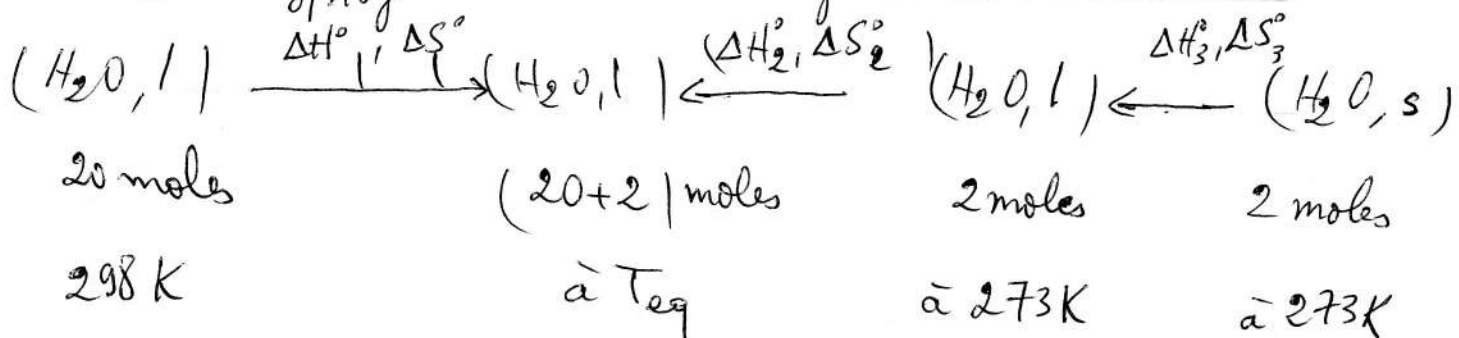 ΔH°₁, ΔS°₁ (ΔH°₂, ΔS°₂ ) ΔH°₃, ΔS°₃
(H₂O, l) → (H₂O, l) ← (H₂O, l) ← (H₂O, s)
20 moles (20+2) moles 2 moles 2 moles
298 K à Teq à 273K à 273K